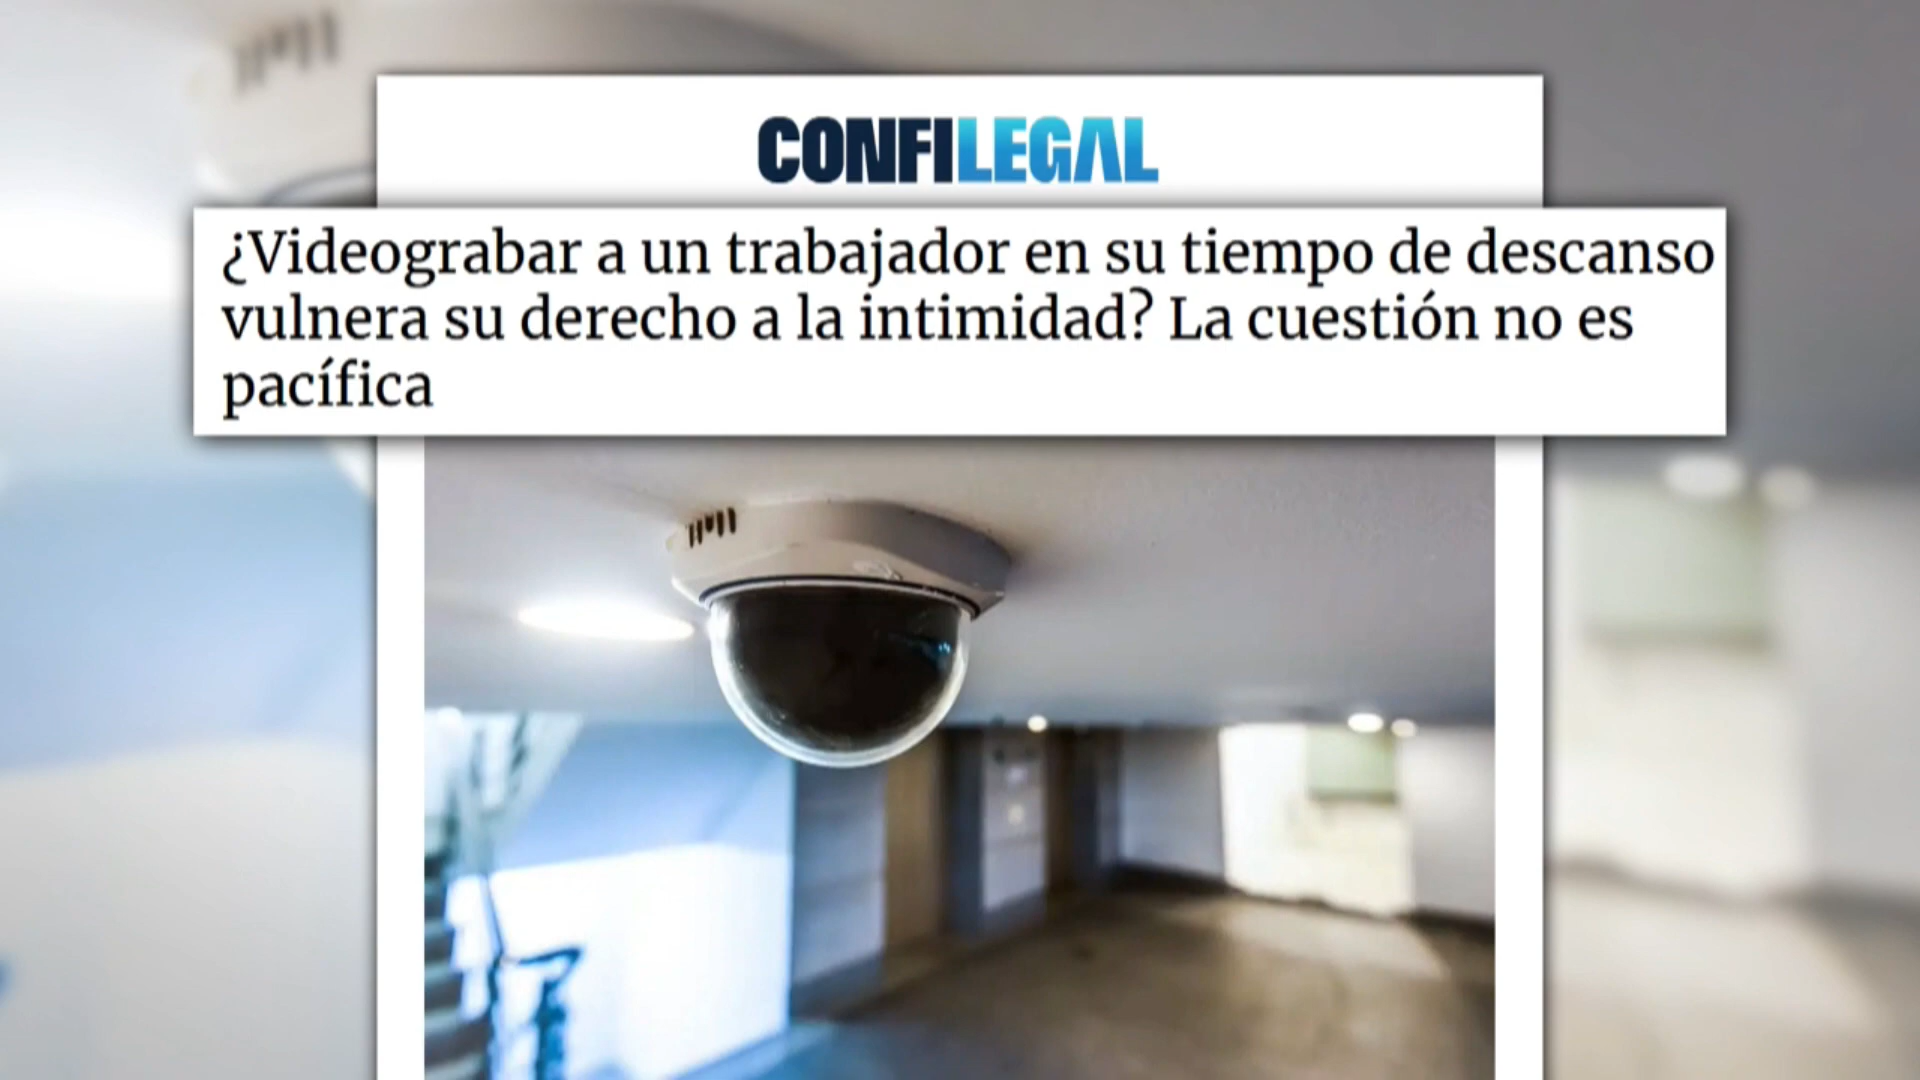 CONFILEGAL
¿Videograbar a un trabajador en su tiempo de descanso
vulnera su derecho a la intimidad? La cuestión no es
pacífica